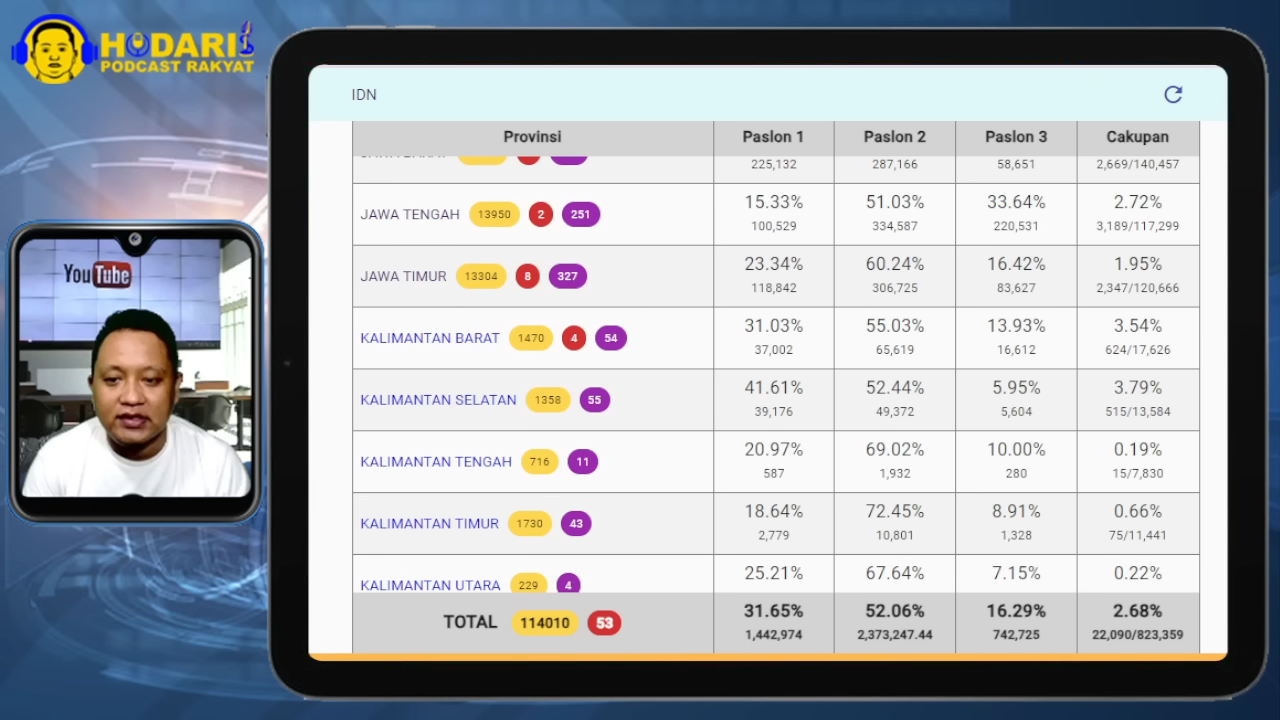 HODARI
PODCAST RAKYAT
YouTube
IDN
Provinsi Paslon 1 Paslon 2 Paslon 3 Cakupan
225,132 287,166 58,651 2,669/140,457
JAWA TENGAH 13950 2 251 15.33% 51.03% 33.64% 2.72%
100,529 334,587 220,531 3,189/117,299
JAWA TIMUR 13304 8 327 23.34% 60.24% 16.42% 1.95%
118,842 306,725 83,627 2,347/120,666
KALIMANTAN BARAT 1470 4 54 31.03% 55.03% 13.93% 3.54%
37,002 65,619 16,612 624/17,626
KALIMANTAN SELATAN 1358 55 41.61% 52.44% 5.95% 3.79%
39,176 49,372 5,604 515/13,584
KALIMANTAN TENGAH 716 11 20.97% 69.02% 10.00% 0.19%
587 1,932 280 15/7,830
KALIMANTAN TIMUR 1730 43 18.64% 72.45% 8.91% 0.66%
2,779 10,801 1,328 75/11,441
KALIMANTAN UTARA 229 4 25.21% 67.64% 7.15% 0.22%
TOTAL 114010 53 31.65% 52.06% 16.29% 2.68%
1,442,974 2,373,247.44 742,725 22,090/823,359